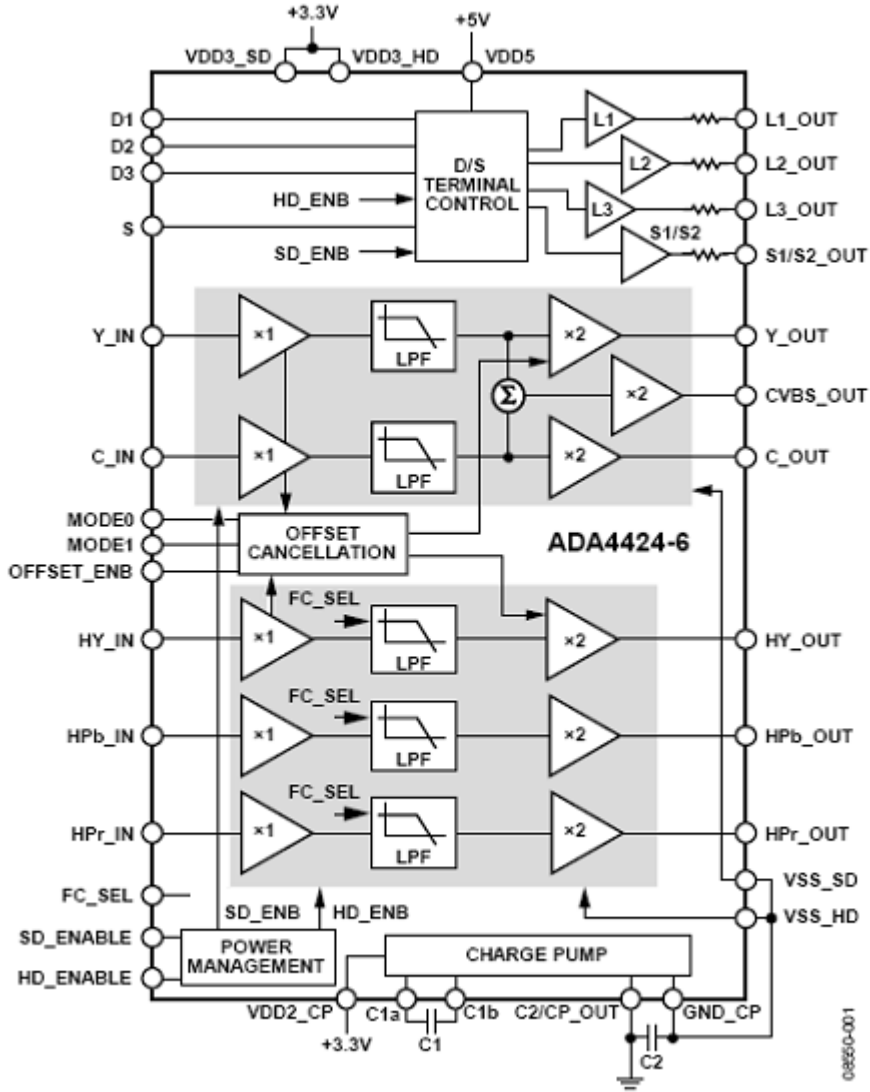 +3.3V
+5V
VDD3_SD
VDD3_HD
VDD5
D1
D2
D3
HD_ENB
S
SD_ENB
D/S
TERMINAL
CONTROL
L1
L2
L3
S1/S2
L1_OUT
L2_OUT
L3_OUT
S1/S2_OUT
Y_IN
×1
LPF
×2
Y_OUT
Σ
×2
CVBS_OUT
C_IN
×1
LPF
×2
C_OUT
MODE0
MODE1
OFFSET_ENB
OFFSET
CANCELLATION
ADA4424-6
HY_IN
×1
FC_SEL
LPF
×2
HY_OUT
HPb_IN
×1
FC_SEL
LPF
×2
HPb_OUT
HPr_IN
×1
FC_SEL
LPF
×2
HPr_OUT
VSS_SD
VSS_HD
FC_SEL
SD_ENB
HD_ENB
SD_ENABLE
HD_ENABLE
POWER
MANAGEMENT
CHARGE PUMP
VDD2_CP
C1a
C1b
C2/CP_OUT
GND_CP
+3.3V
C1
C2
08550-001